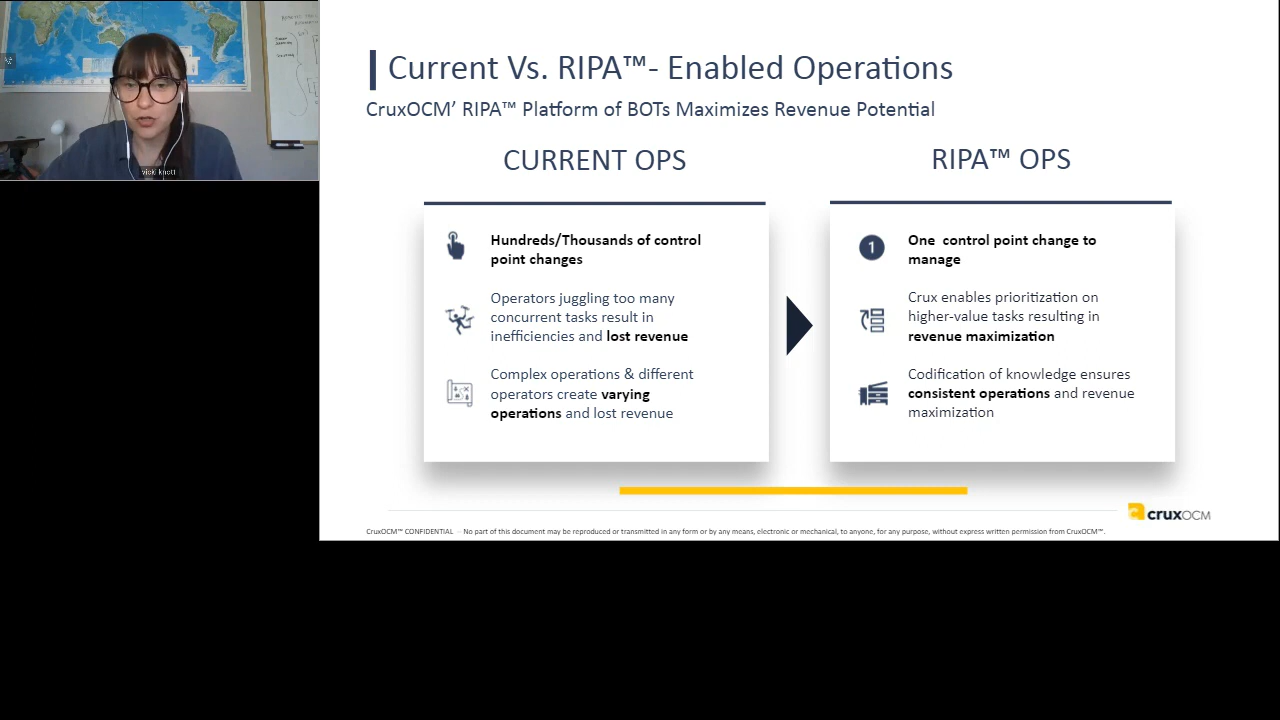 vicki knott
Current Vs. RIPA™- Enabled Operations
CruxOCM’ RIPA™ Platform of BOTs Maximizes Revenue Potential
CURRENT OPS
Hundreds/Thousands of control
point changes
Operators juggling too many
concurrent tasks result in
inefficiencies and lost revenue
Complex operations & different
operators create varying
operations and lost revenue
RIPA™ OPS
1
One control point change to
manage
Crux enables prioritization on
higher-value tasks resulting in
revenue maximization
Codification of knowledge ensures
consistent operations and revenue
maximization
cruxOCM
CruxOCM™ CONFIDENTIAL – No part of this document may be reproduced or transmitted in any form or by any means, electronic or mechanical, to anyone, for any purpose, without express written permission from CruxOCM™.